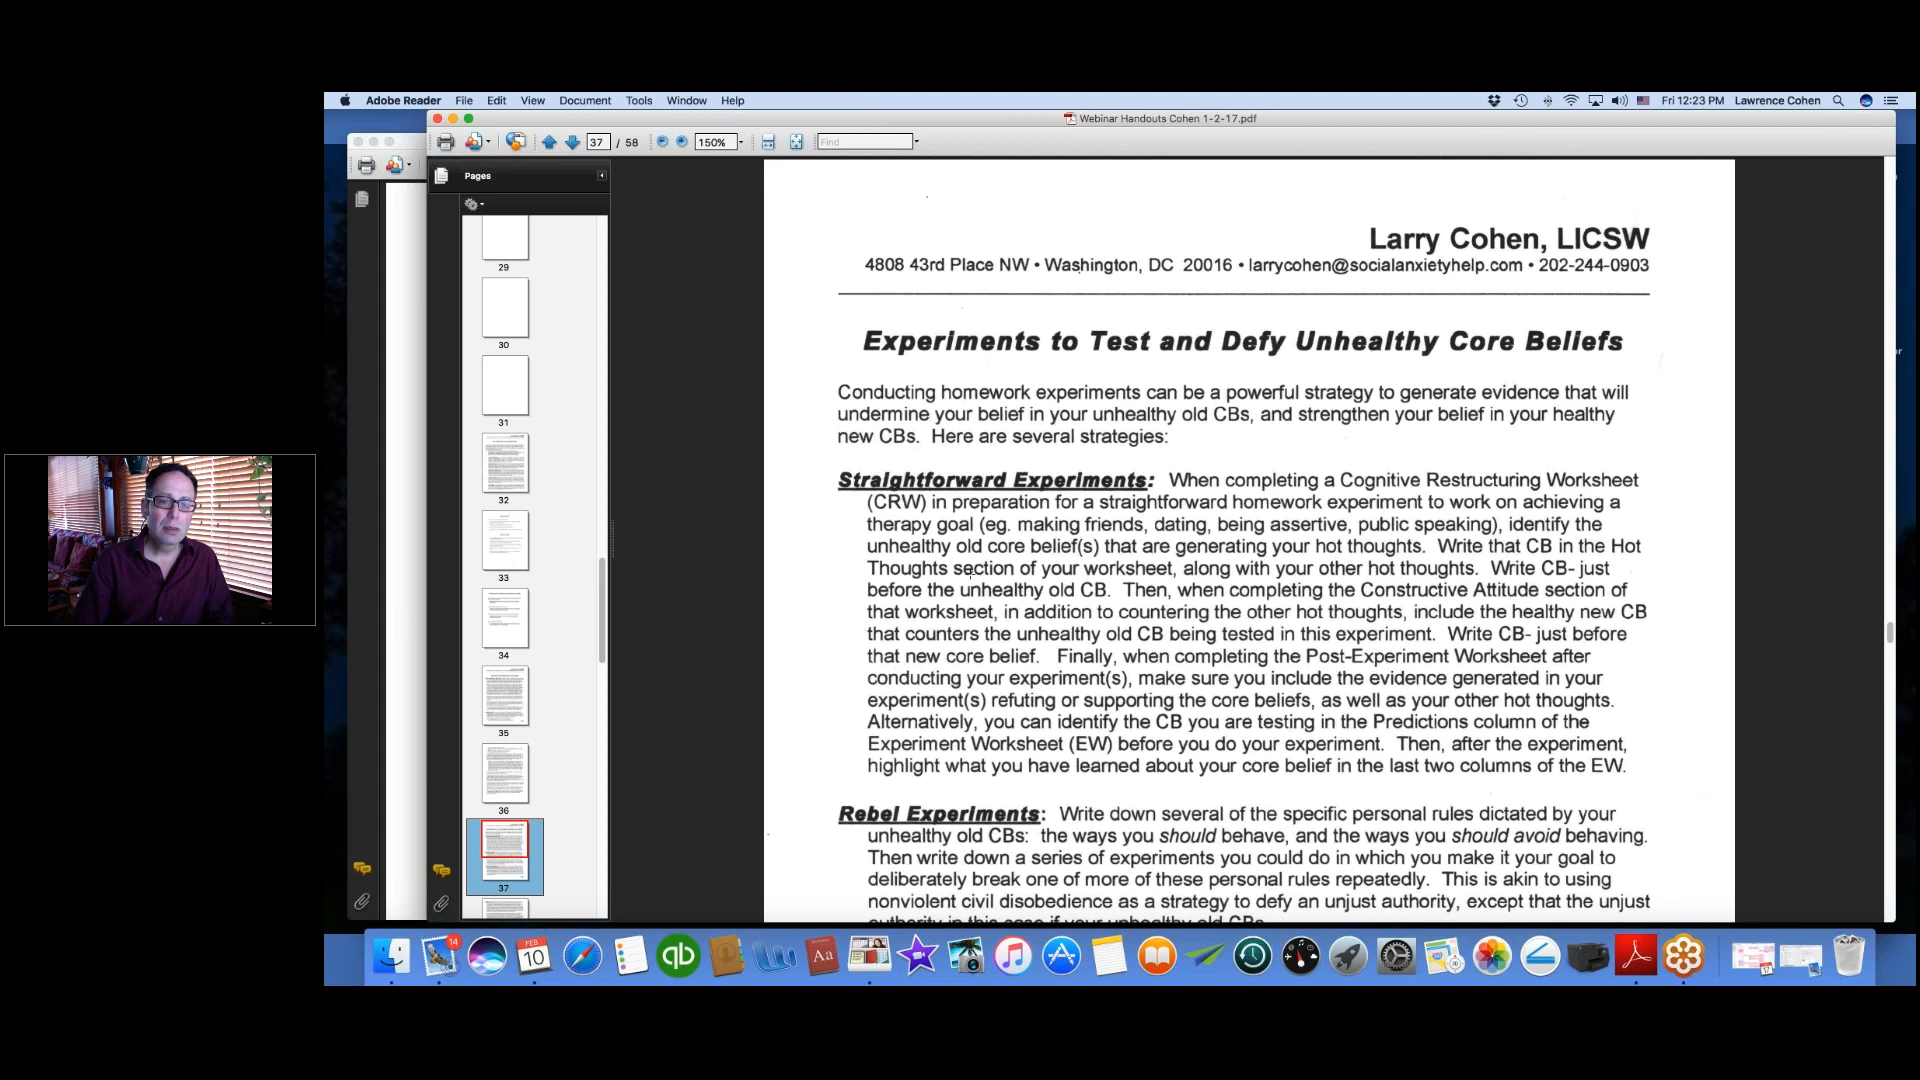 Adobe Reader File Edit View Document Tools Window Help
Fri 12:23 PM Lawrence Cohen
Webinar Handouts Cohen 1-2-17.pdf
37 / 58
150%
Find
Pages
29
30
31
32
33
34
35
36
37
Larry Cohen, LICSW
4808 43rd Place NW • Washington, DC 20016 • larrycohen@socialanxietyhelp.com • 202-244-0903
Experiments to Test and Defy Unhealthy Core Beliefs
Conducting homework experiments can be a powerful strategy to generate evidence that will
undermine your belief in your unhealthy old CBs, and strengthen your belief in your healthy
new CBs. Here are several strategies:
Straightforward Experiments: When completing a Cognitive Restructuring Worksheet
(CRW) in preparation for a straightforward homework experiment to work on achieving a
therapy goal (eg. making friends, dating, being assertive, public speaking), identify the
unhealthy old core belief(s) that are generating your hot thoughts. Write that CB in the Hot
Thoughts section of your worksheet, along with your other hot thoughts. Write CB- just
before the unhealthy old CB. Then, when completing the Constructive Attitude section of
that worksheet, in addition to countering the other hot thoughts, include the healthy new CB
that counters the unhealthy old CB being tested in this experiment. Write CB- just before
that new core belief. Finally, when completing the Post-Experiment Worksheet after
conducting your experiment(s), make sure you include the evidence generated in your
experiment(s) refuting or supporting the core beliefs, as well as your other hot thoughts.
Alternatively, you can identify the CB you are testing in the Predictions column of the
Experiment Worksheet (EW) before you do your experiment. Then, after the experiment,
highlight what you have learned about your core belief in the last two columns of the EW.
Rebel Experiments: Write down several of the specific personal rules dictated by your
unhealthy old CBs: the ways you should behave, and the ways you should avoid behaving.
Then write down a series of experiments you could do in which you make it your goal to
deliberately break one of more of these personal rules repeatedly. This is akin to using
nonviolent civil disobedience as a strategy to defy an unjust authority, except that the unjust
authority in this case if your unhealthy old CBs.
14
FEB
10
qb
Aa
17